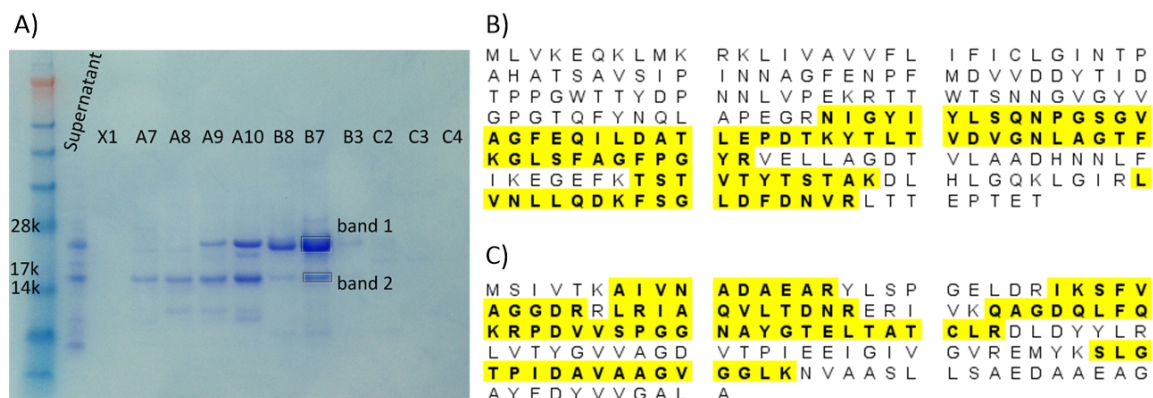 A)
Supernatant X1 A7 A8 A9 A10 B8 B7 B3 C2 C3 C4
28k
17k
14k
band 1
band 2
B)
M L V K E Q K L M K R K L I V A V V F L I F I C L G I N T P
A H A T S A V S I P I N N A G F E N P F M D V V D D Y T I D
T P P G W T T Y D P N N L V P E K R T T W T S N N G V G Y V
G P G T Q F Y N Q L A P E G R N I G Y I Y L S Q N P G S G V
A G F E Q I L D A T L E P D T K Y T L T V D V G N L A G T F
K G L S F A G F P G Y R V E L L A G D T V L A A D H N N L F
I K E G E F K T S T V T Y T S T A K D L H L G Q K L G I R L
V N L L Q D K F S G L D F D N V R L T T E P T E T
C)
M S I V T K A I V N A D A E A R Y L S P G E L D R I K S F V
A G G D R R L R I A Q V L T D N R E R I V K Q A G D Q L F Q
K R P D V V S P G G N A Y G T E L T A T C L R D L D Y Y L R
L V T Y G V V A G D V T P I E E I G I V G V R E M Y K S L G
T P I D A V A A G V G G L K N V A A S L L S A E D A A E A G
A Y F D Y V V G A L A